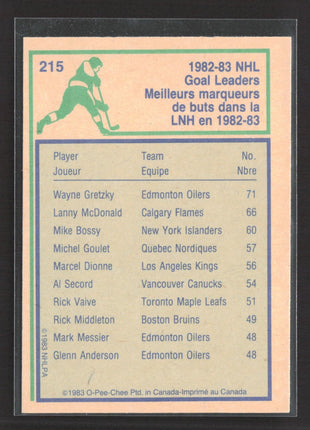 215
1982-83 NHL
Goal Leaders
Meilleurs marqueurs
de buts dans la
LNH en 1982-83
Player Team No.
Joueur Equipe Nbre
Wayne Gretzky Edmonton Oilers 71
Lanny McDonald Calgary Flames 66
Mike Bossy New York Islanders 60
Michel Goulet Quebec Nordiques 57
Marcel Dionne Los Angeles Kings 56
Al Secord Vancouver Canucks 54
Rick Vaive Toronto Maple Leafs 51
Rick Middleton Boston Bruins 49
Mark Messier Edmonton Oilers 48
Glenn Anderson Edmonton Oilers 48
©1983 NHLPA
©1983 O-Pee-Chee Ptd. in Canada-Imprimé au Canada